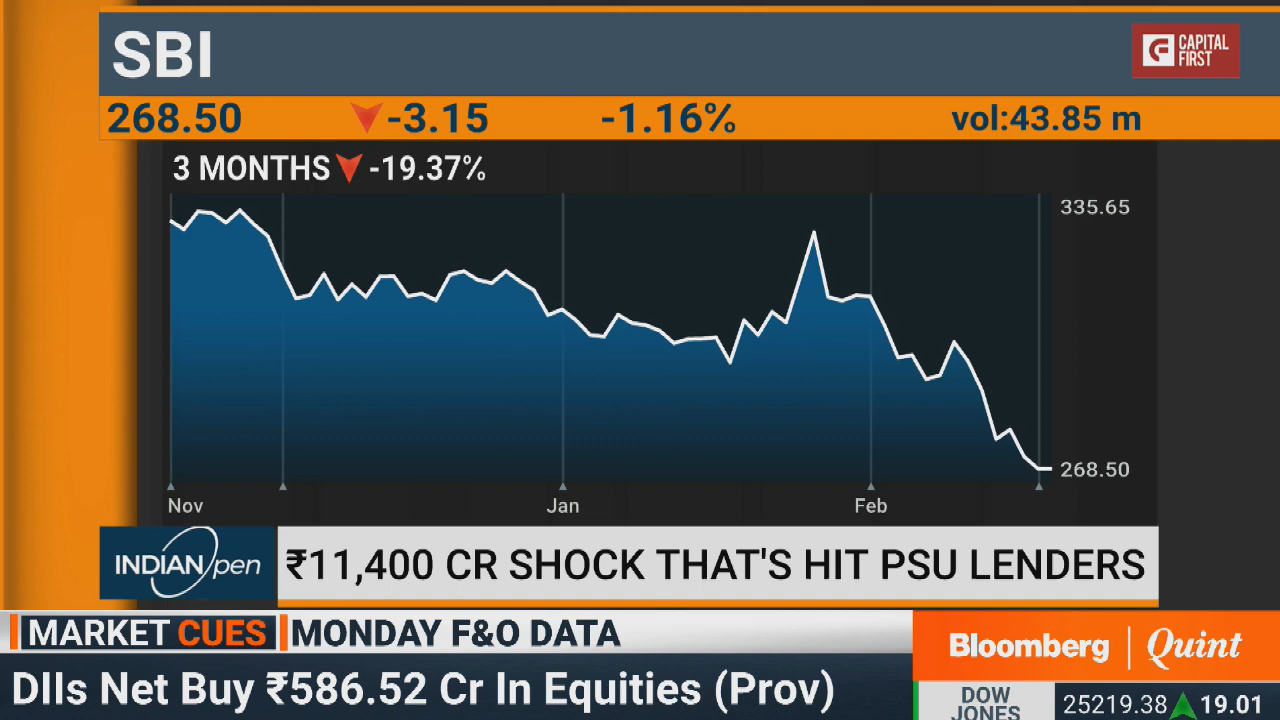 SBI
CAPITAL
FIRST
268.50 -3.15 -1.16% vol:43.85 m
3 MONTHS -19.37%
335.65
268.50
Nov Jan Feb
INDIAN Open
₹11,400 CR SHOCK THAT'S HIT PSU LENDERS
MARKET CUES MONDAY F&O DATA
DIIs Net Buy ₹586.52 Cr In Equities (Prov)
Bloomberg | Quint
DOW
JONES
25219.38 19.01